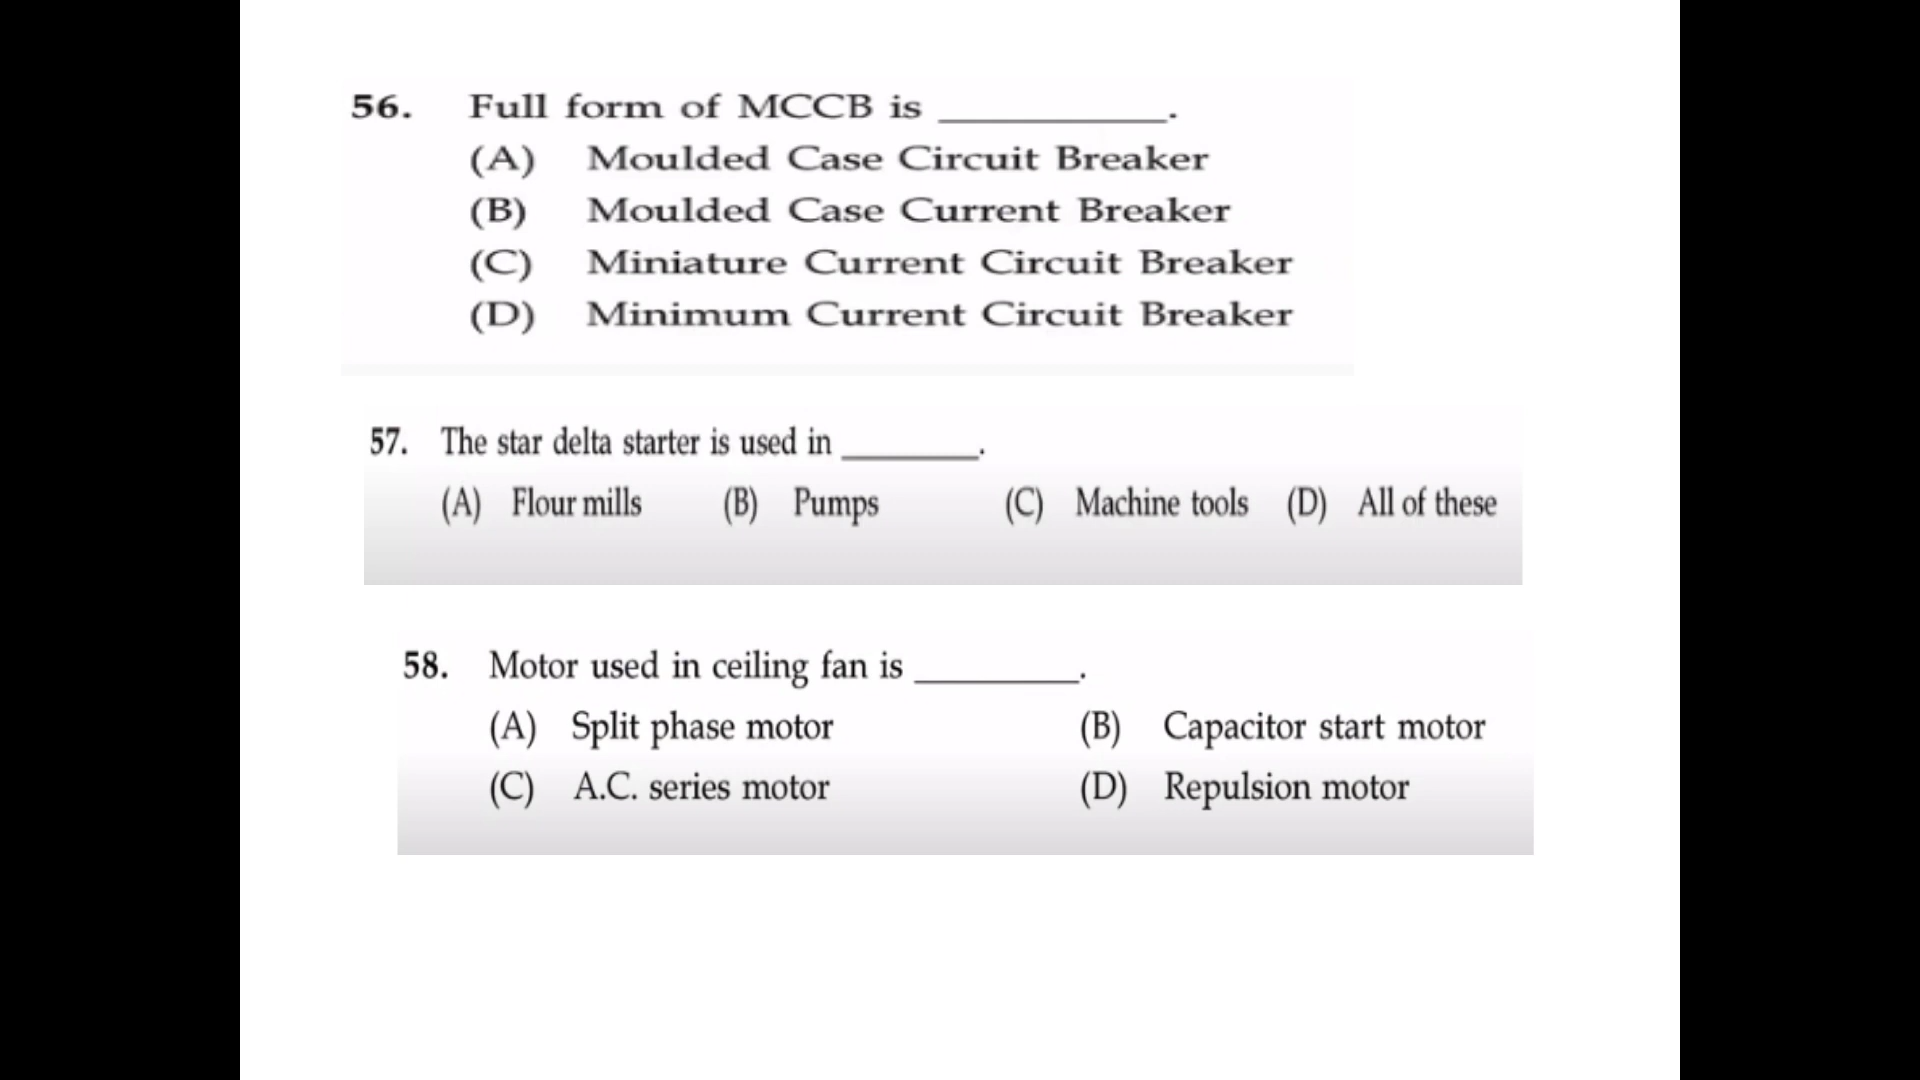 56. Full form of MCCB is __________.
(A) Moulded Case Circuit Breaker
(B) Moulded Case Current Breaker
(C) Miniature Current Circuit Breaker
(D) Minimum Current Circuit Breaker
57. The star delta starter is used in ________.
(A) Flour mills (B) Pumps (C) Machine tools (D) All of these
58. Motor used in ceiling fan is _________.
(A) Split phase motor (B) Capacitor start motor
(C) A.C. series motor (D) Repulsion motor